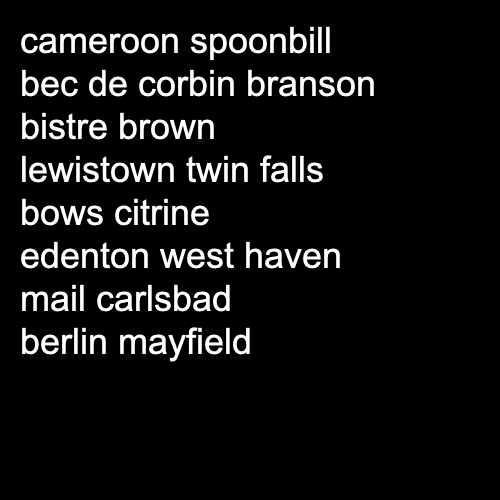 cameroon spoonbill
bec de corbin branson
bistre brown
lewistown twin falls
bows citrine
edenton west haven
mail carlsbad
berlin mayfield